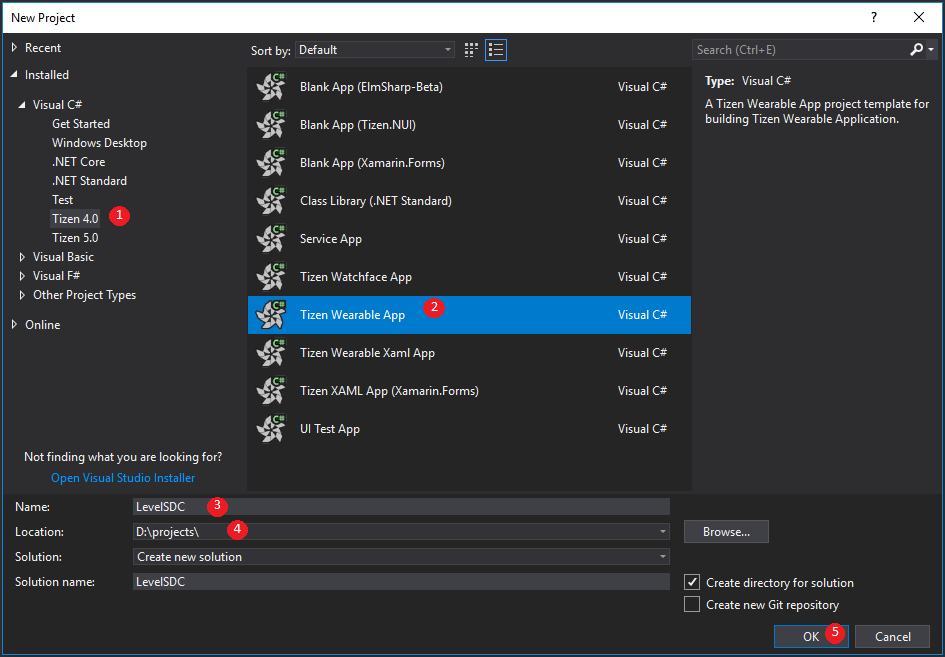 New Project
?
Recent
Installed
Visual C#
Get Started
Windows Desktop
.NET Core
.NET Standard
Test
Tizen 4.0 1
Tizen 5.0
Visual Basic
Visual F#
Other Project Types
Online
Not finding what you are looking for?
Open Visual Studio Installer
Sort by: Default
C# Blank App (ElmSharp-Beta) Visual C#
C# Blank App (Tizen.NUI) Visual C#
C# Blank App (Xamarin.Forms) Visual C#
C# Class Library (.NET Standard) Visual C#
C# Service App Visual C#
C# Tizen Watchface App Visual C#
C# Tizen Wearable App 2 Visual C#
C# Tizen Wearable Xaml App Visual C#
C# Tizen XAML App (Xamarin.Forms) Visual C#
C# UI Test App Visual C#
Search (Ctrl+E)
Type: Visual C#
A Tizen Wearable App project template for
building Tizen Wearable Application.
Name: LevelSDC 3
Location: D:\projects\ 4 Browse...
Solution: Create new solution
Solution name: LevelSDC
Create directory for solution
Create new Git repository
OK 5 Cancel